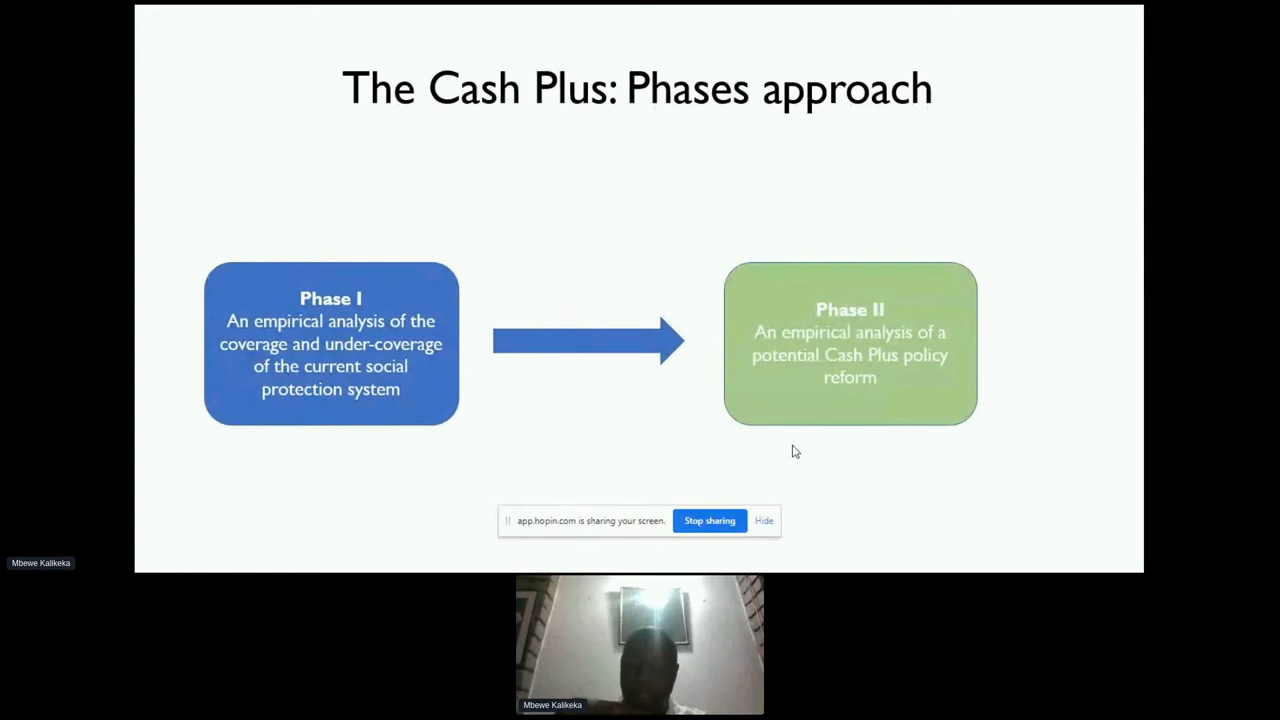 The Cash Plus: Phases approach
Phase I
An empirical analysis of the
coverage and under-coverage
of the current social
protection system
Phase II
An empirical analysis of a
potential Cash Plus policy
reform
app.hopin.com is sharing your screen.
Stop sharing
Hide
Mbewe Kalikeka
Mbewe Kalikeka